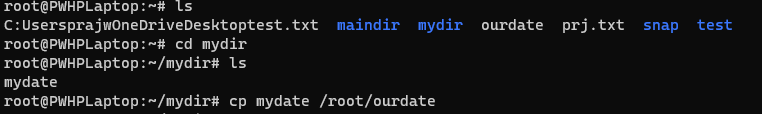 root@PWHPLaptop:~# ls
C:UsersprajwOneDriveDesktoptest.txt  maindir  mydir  ourdate  prj.txt  snap  test
root@PWHPLaptop:~# cd mydir
root@PWHPLaptop:~/mydir# ls
mydate
root@PWHPLaptop:~/mydir# cp mydate /root/ourdate